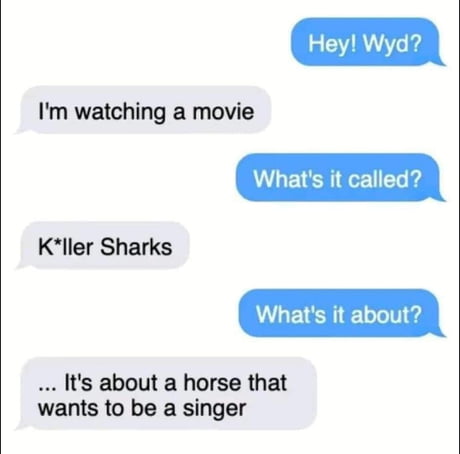 Hey! Wyd?
I'm watching a movie
What's it called?
K*ller Sharks
What's it about?
... It's about a horse that
wants to be a singer